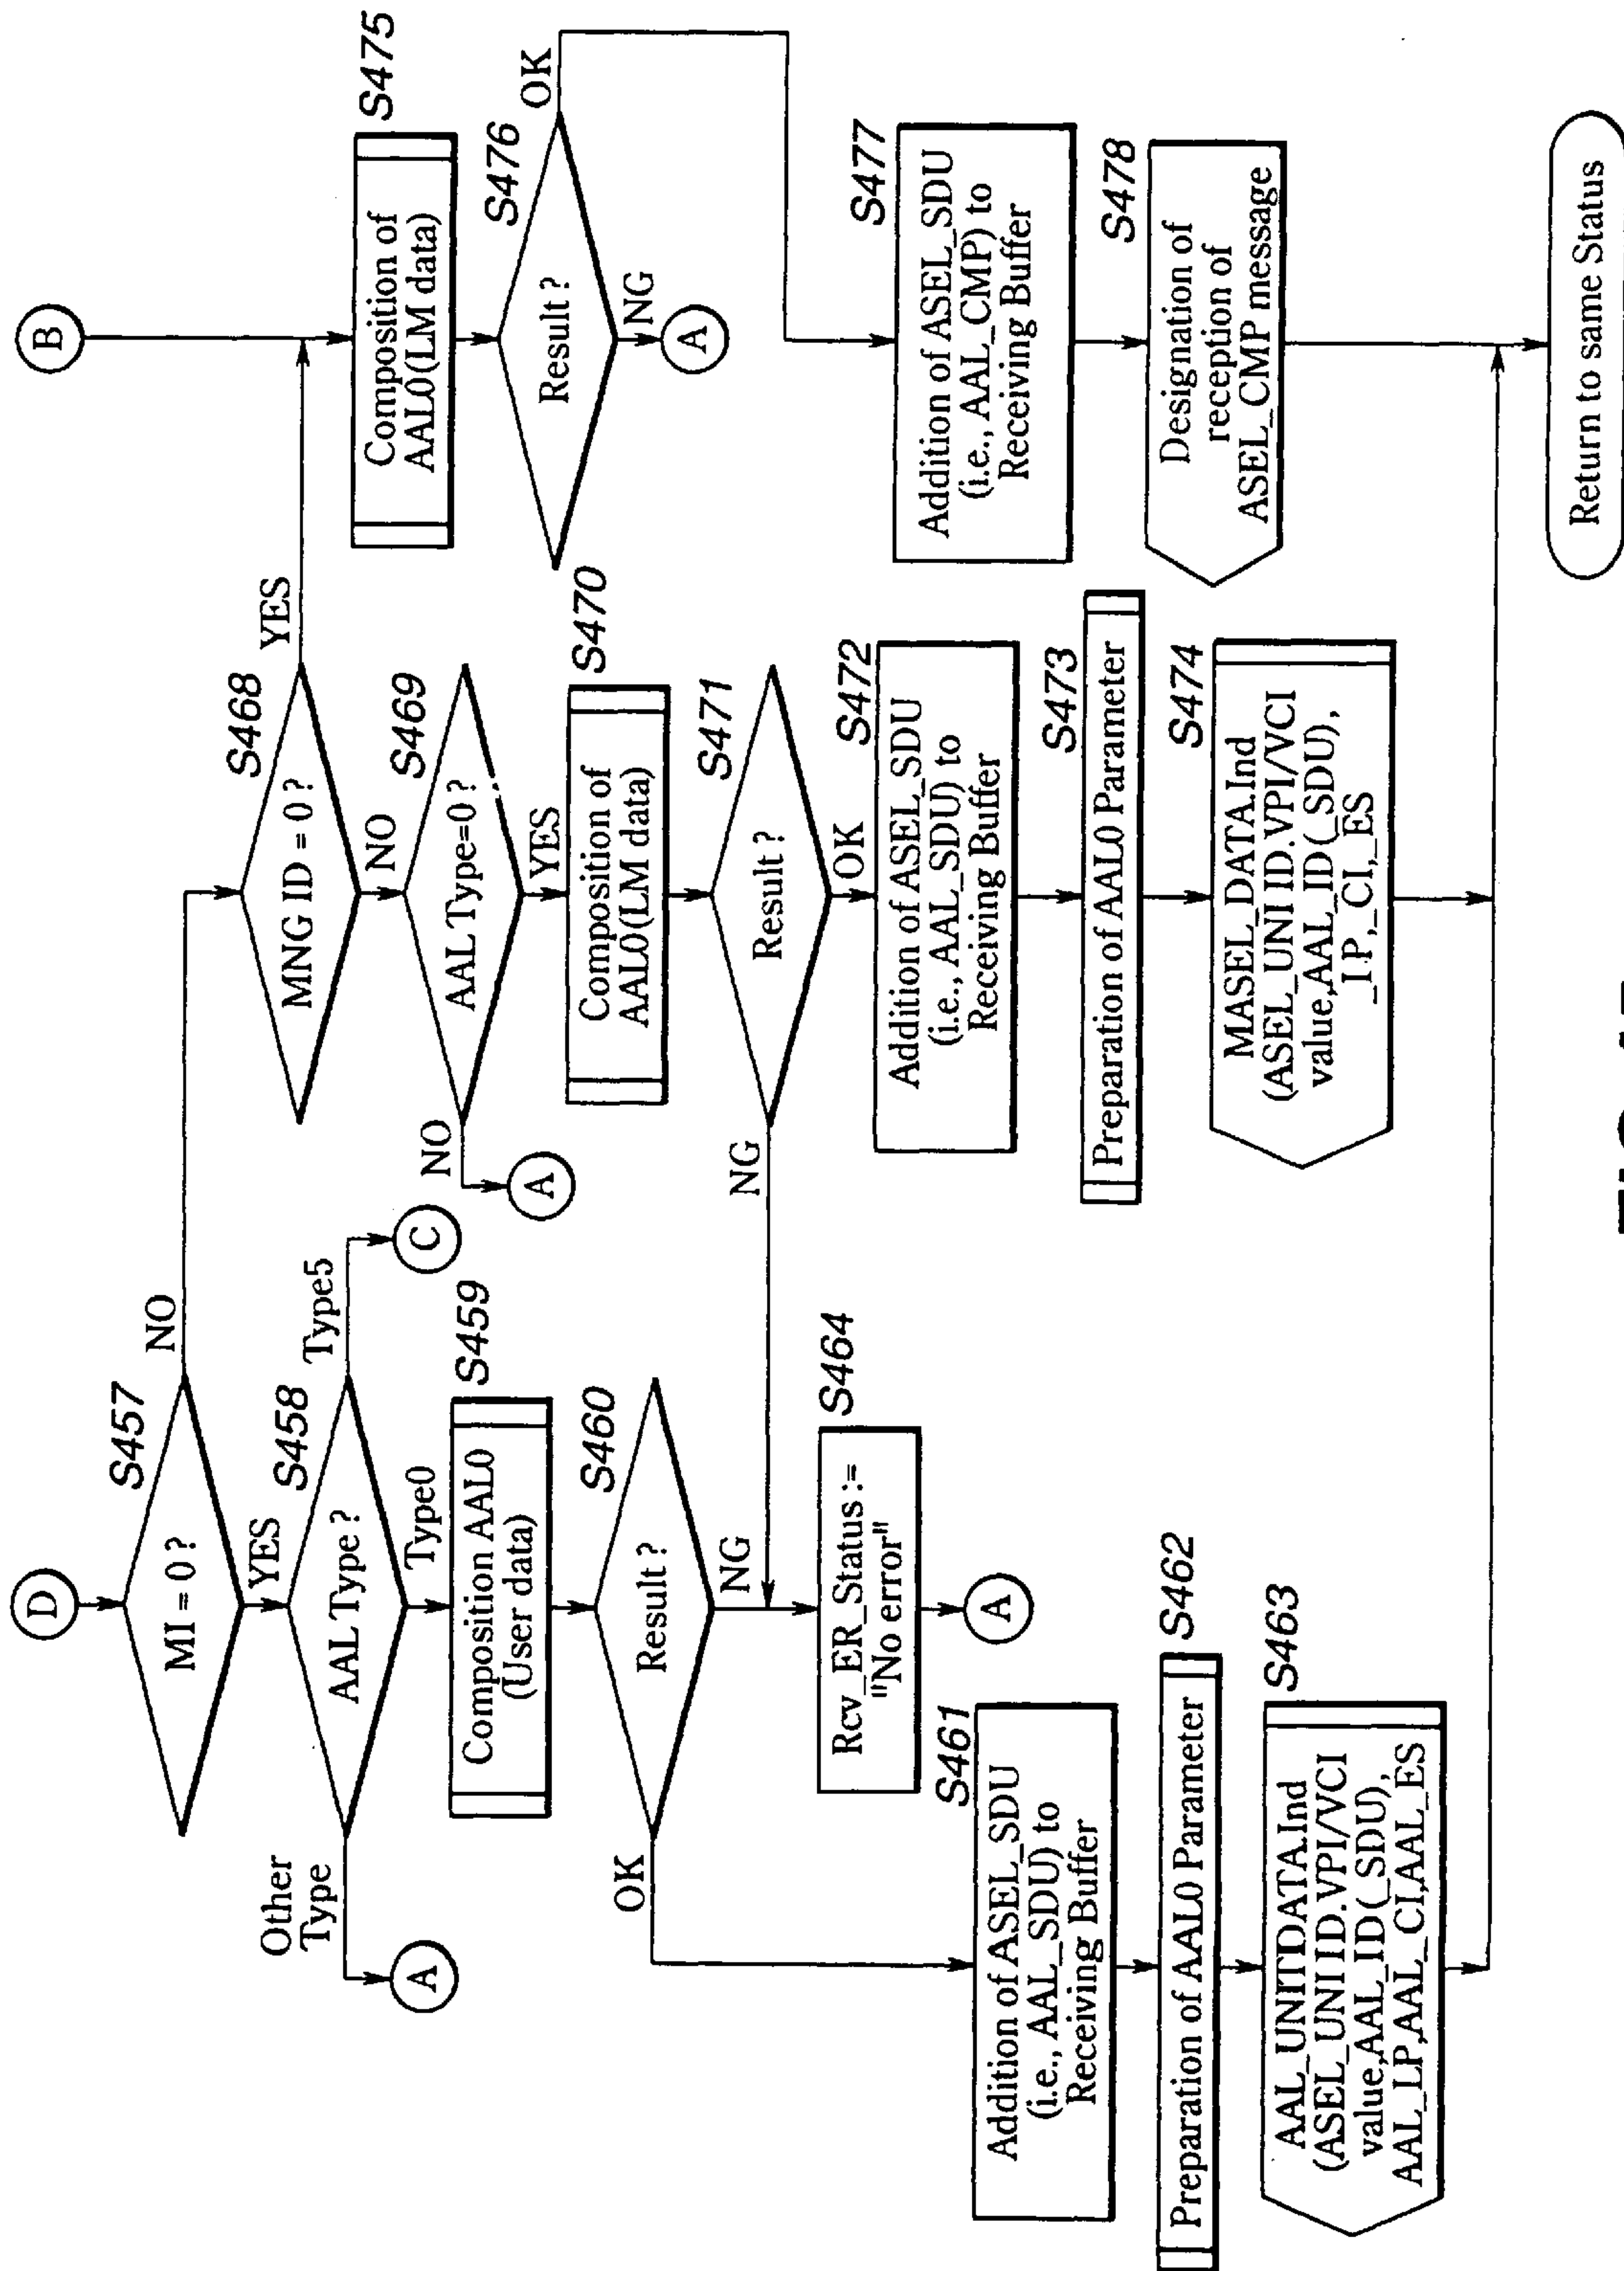 D
S457
MI = 0 ?
NO
YES
S458
AAL Type ?
Type5
C
Other
Type
A
Type0
S459
Composition AAL0
(User data)
S460
Result ?
OK
NG
S464
Rcv_ER_Status :=
"No error"
A
S461
Addition of ASEL_SDU
(i.e., AAL_SDU) to
Receiving Buffer
S462
Preparation of AAL0 Parameter
S463
AAL_UNITDATA.Ind
(ASEL_UNI ID.VPI/VCI
value,AAL_ID(_SDU),
AAL_LP,AAL_CI,AAL_ES
S468
MNG ID = 0 ?
YES
NO
S469
AAL Type=0 ?
NO
A
YES
S470
Composition of
AAL0(LM data)
S471
Result ?
NG
OK
S472
Addition of ASEL_SDU
(i.e., AAL_SDU) to
Receiving Buffer
S473
Preparation of AAL0 Parameter
S474
MASEL_DATA.Ind
(ASEL_UNI ID.VPI/VCI
value,AAL_ID(_SDU),
_IP,_CI,_ES
B
S475
Composition of
AAL0(LM data)
S476
Result ?
OK
NG
A
S477
Addition of ASEL_SDU
(i.e., AAL_CMP) to
Receiving Buffer
S478
Designation of
reception of
ASEL_CMP message
Return to same Status